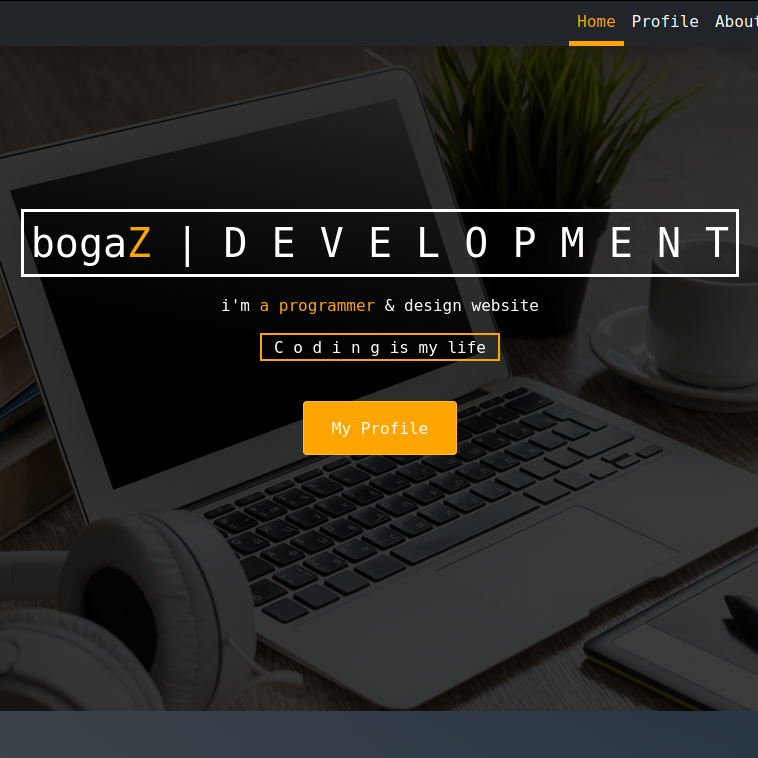 Home Profile About
bogaZ | D E V E L O P M E N T
i'm a programmer & design website
C o d i n g is my life
My Profile